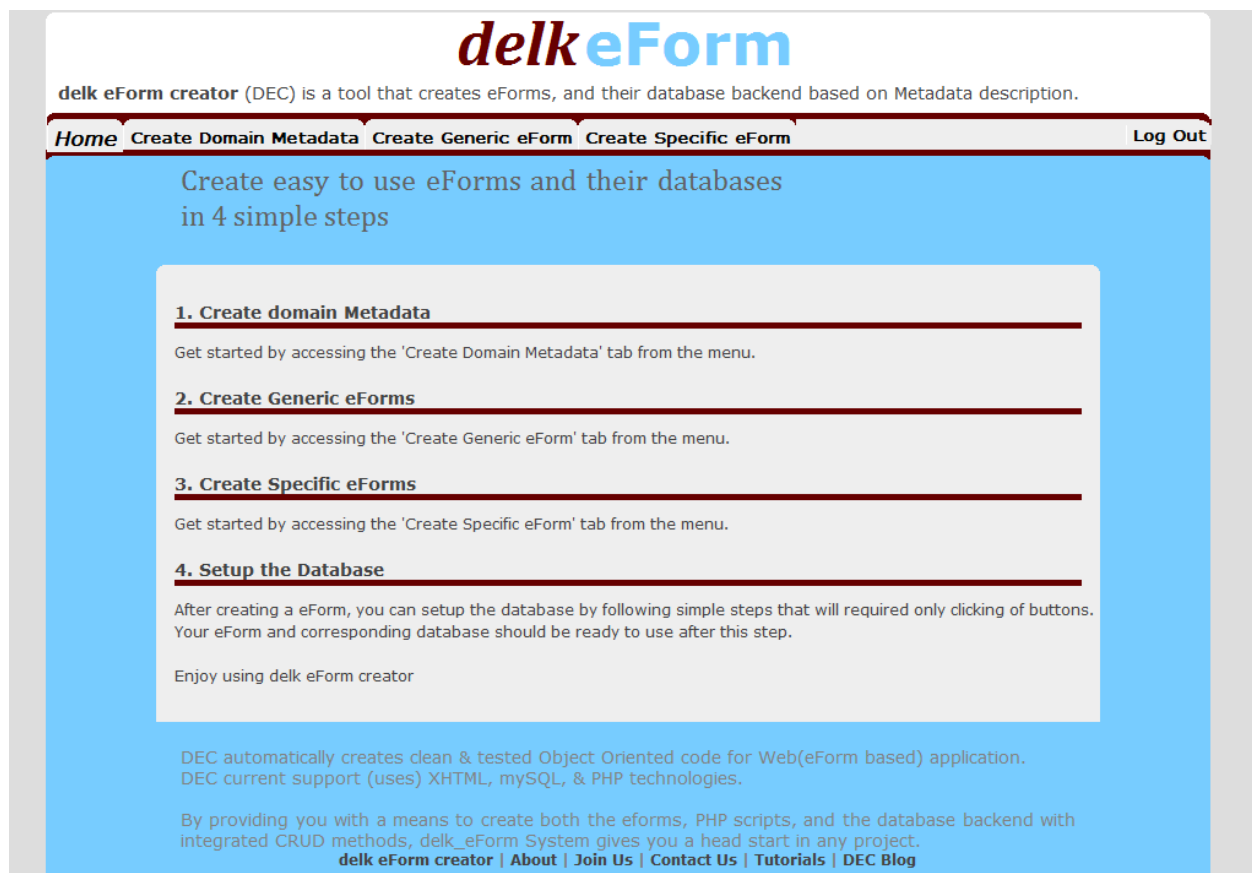 delk eForm
delk eForm creator (DEC) is a tool that creates eForms, and their database backend based on Metadata description.
Home Create Domain Metadata Create Generic eForm Create Specific eForm Log Out
Create easy to use eForms and their databases
in 4 simple steps
1. Create domain Metadata
Get started by accessing the 'Create Domain Metadata' tab from the menu.
2. Create Generic eForms
Get started by accessing the 'Create Generic eForm' tab from the menu.
3. Create Specific eForms
Get started by accessing the 'Create Specific eForm' tab from the menu.
4. Setup the Database
After creating a eForm, you can setup the database by following simple steps that will required only clicking of buttons.
Your eForm and corresponding database should be ready to use after this step.
Enjoy using delk eForm creator
DEC automatically creates clean & tested Object Oriented code for Web(eForm based) application.
DEC current support (uses) XHTML, mySQL, & PHP technologies.
By providing you with a means to create both the eforms, PHP scripts, and the database backend with
integrated CRUD methods, delk_eForm System gives you a head start in any project.
delk eForm creator | About | Join Us | Contact Us | Tutorials | DEC Blog